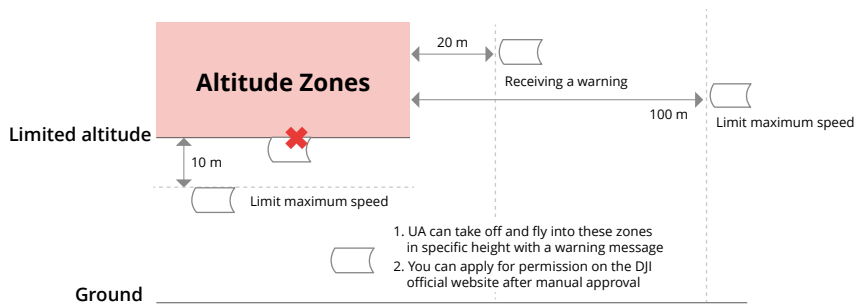 20 m
Altitude Zones
Receiving a warning
100 m
Limit maximum speed
Limited altitude
10 m
Limit maximum speed
1. UA can take off and fly into these zones
in specific height with a warning message
2. You can apply for permission on the DJI
official website after manual approval
Ground